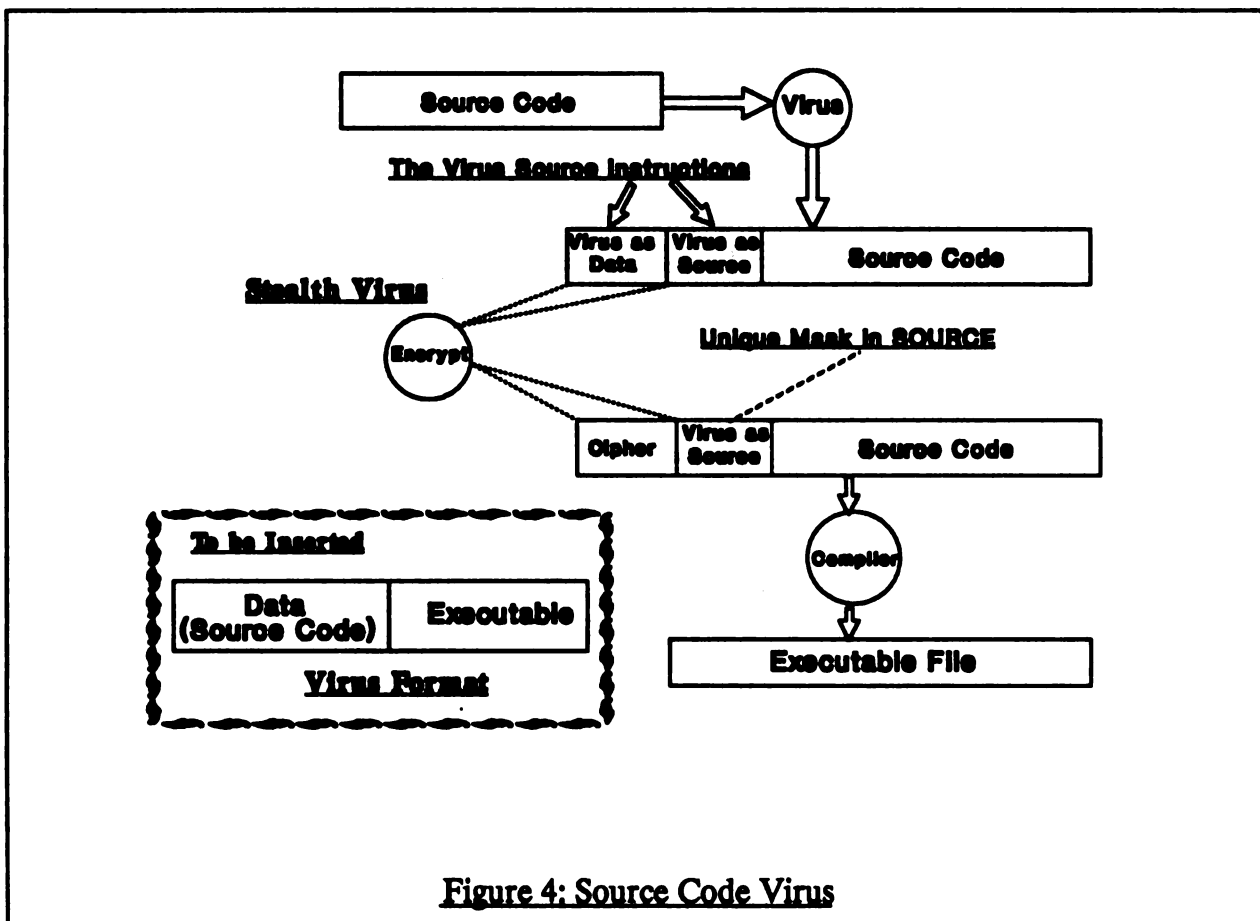 Source Code
Virus
The Virus Source Instructions
Virus as
Data
Virus as
Source
Source Code
Stealth Virus
Encrypt
Unique Mask in SOURCE
Cipher
Virus as
Source
Source Code
To be Inserted
Compiler
Data
(Source Code)
Executable
Executable File
Virus Format
Figure 4: Source Code Virus